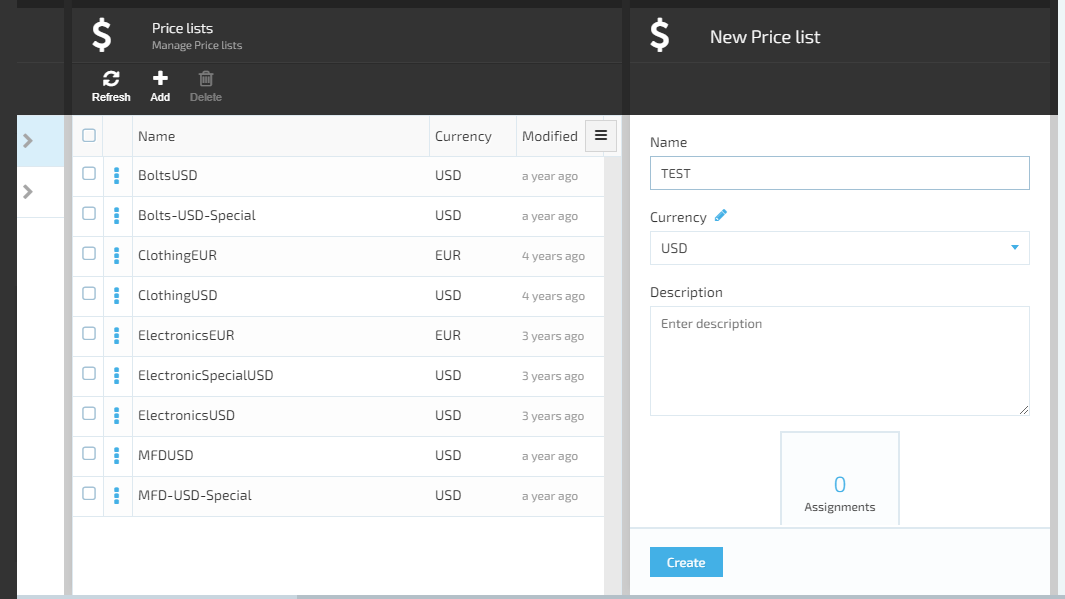 Price lists
Manage Price lists
Refresh Add Delete
Name Currency Modified
BoltsUSD USD a year ago
Bolts-USD-Special USD a year ago
ClothingEUR EUR 4 years ago
ClothingUSD USD 4 years ago
ElectronicsEUR EUR 3 years ago
ElectronicSpecialUSD USD 3 years ago
ElectronicsUSD USD 3 years ago
MFDUSD USD a year ago
MFD-USD-Special USD a year ago
New Price list
Name
TEST
Currency
USD
Description
Enter description
0
Assignments
Create